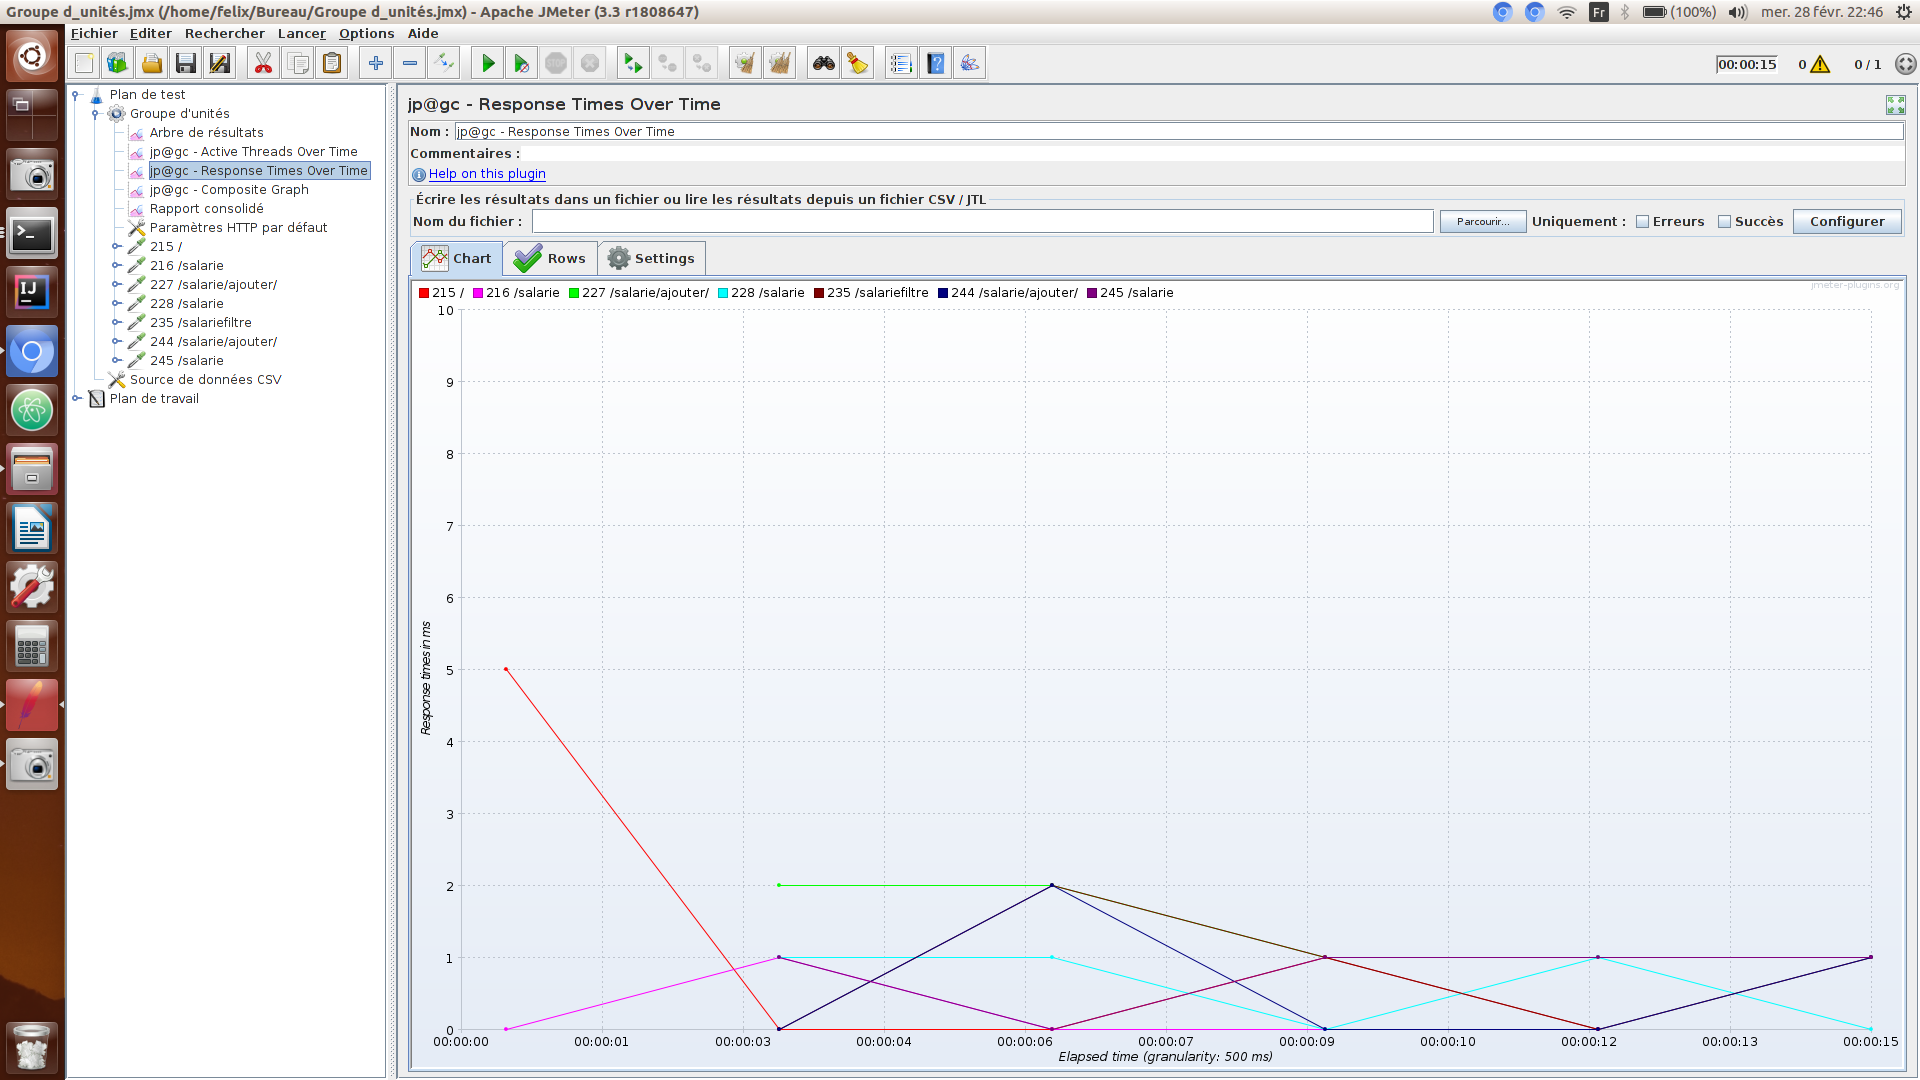 Groupe d_unités.jmx (/home/felix/Bureau/Groupe d_unités.jmx) - Apache JMeter (3.3 r1808647)
Fr (100%) mer. 28 févr. 22:46
Fichier Editer Rechercher Lancer Options Aide
STOP 00:00:15 0 0 / 1
Plan de test
Groupe d'unités
Arbre de résultats
jp@gc - Active Threads Over Time
jp@gc - Response Times Over Time
jp@gc - Composite Graph
Rapport consolidé
Paramètres HTTP par défaut
215 /
216 /salarie
227 /salarie/ajouter/
228 /salarie
235 /salariefiltre
244 /salarie/ajouter/
245 /salarie
Source de données CSV
Plan de travail
IJ
jp@gc - Response Times Over Time
Nom : jp@gc - Response Times Over Time
Commentaires :
Help on this plugin
Écrire les résultats dans un fichier ou lire les résultats depuis un fichier CSV / JTL
Nom du fichier : Parcourir... Uniquement : Erreurs Succès Configurer
Chart Rows Settings
215 / 216 /salarie 227 /salarie/ajouter/ 228 /salarie 235 /salariefiltre 244 /salarie/ajouter/ 245 /salarie
jmeter-plugins.org
10
9
8
7
6
5
4
3
2
1
0
Response times in ms
00:00:00 00:00:01 00:00:03 00:00:04 00:00:06 00:00:07 00:00:09 00:00:10 00:00:12 00:00:13 00:00:15
Elapsed time (granularity: 500 ms)